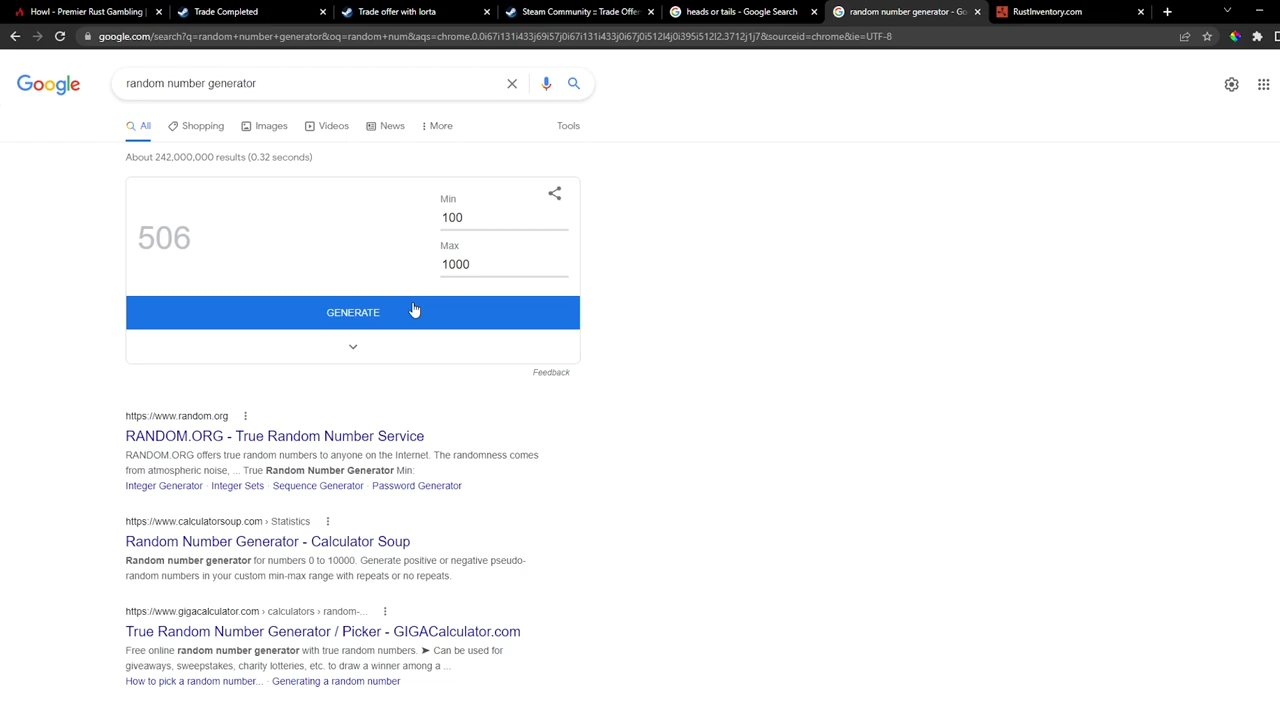 Howl - Premier Rust Gambling
Trade Completed
Trade offer with lorta
Steam Community :: Trade Offer
heads or tails - Google Search
random number generator - Go
RustInventory.com
google.com/search?q=random+number+generator&oq=random+num&aqs=chrome.0.0i67i131i433j69i57j0i67i131i433j0i67j0i512l4j0i395i512l2.3712j1j7&sourceid=chrome&ie=UTF-8
Google
random number generator
All
Shopping
Images
Videos
News
More
Tools
About 242,000,000 results (0.32 seconds)
506
Min
100
Max
1000
GENERATE
Feedback
https://www.random.org
RANDOM.ORG - True Random Number Service
RANDOM.ORG offers true random numbers to anyone on the Internet. The randomness comes
from atmospheric noise, ... True Random Number Generator Min:
Integer Generator · Integer Sets · Sequence Generator · Password Generator
https://www.calculatorsoup.com › Statistics
Random Number Generator - Calculator Soup
Random number generator for numbers 0 to 10000. Generate positive or negative pseudo-
random numbers in your custom min-max range with repeats or no repeats.
https://www.gigacalculator.com › calculators › random-...
True Random Number Generator / Picker - GIGACalculator.com
Free online random number generator with true random numbers. ➤ Can be used for
giveaways, sweepstakes, charity lotteries, etc. to draw a winner among a ...
How to pick a random number... · Generating a random number